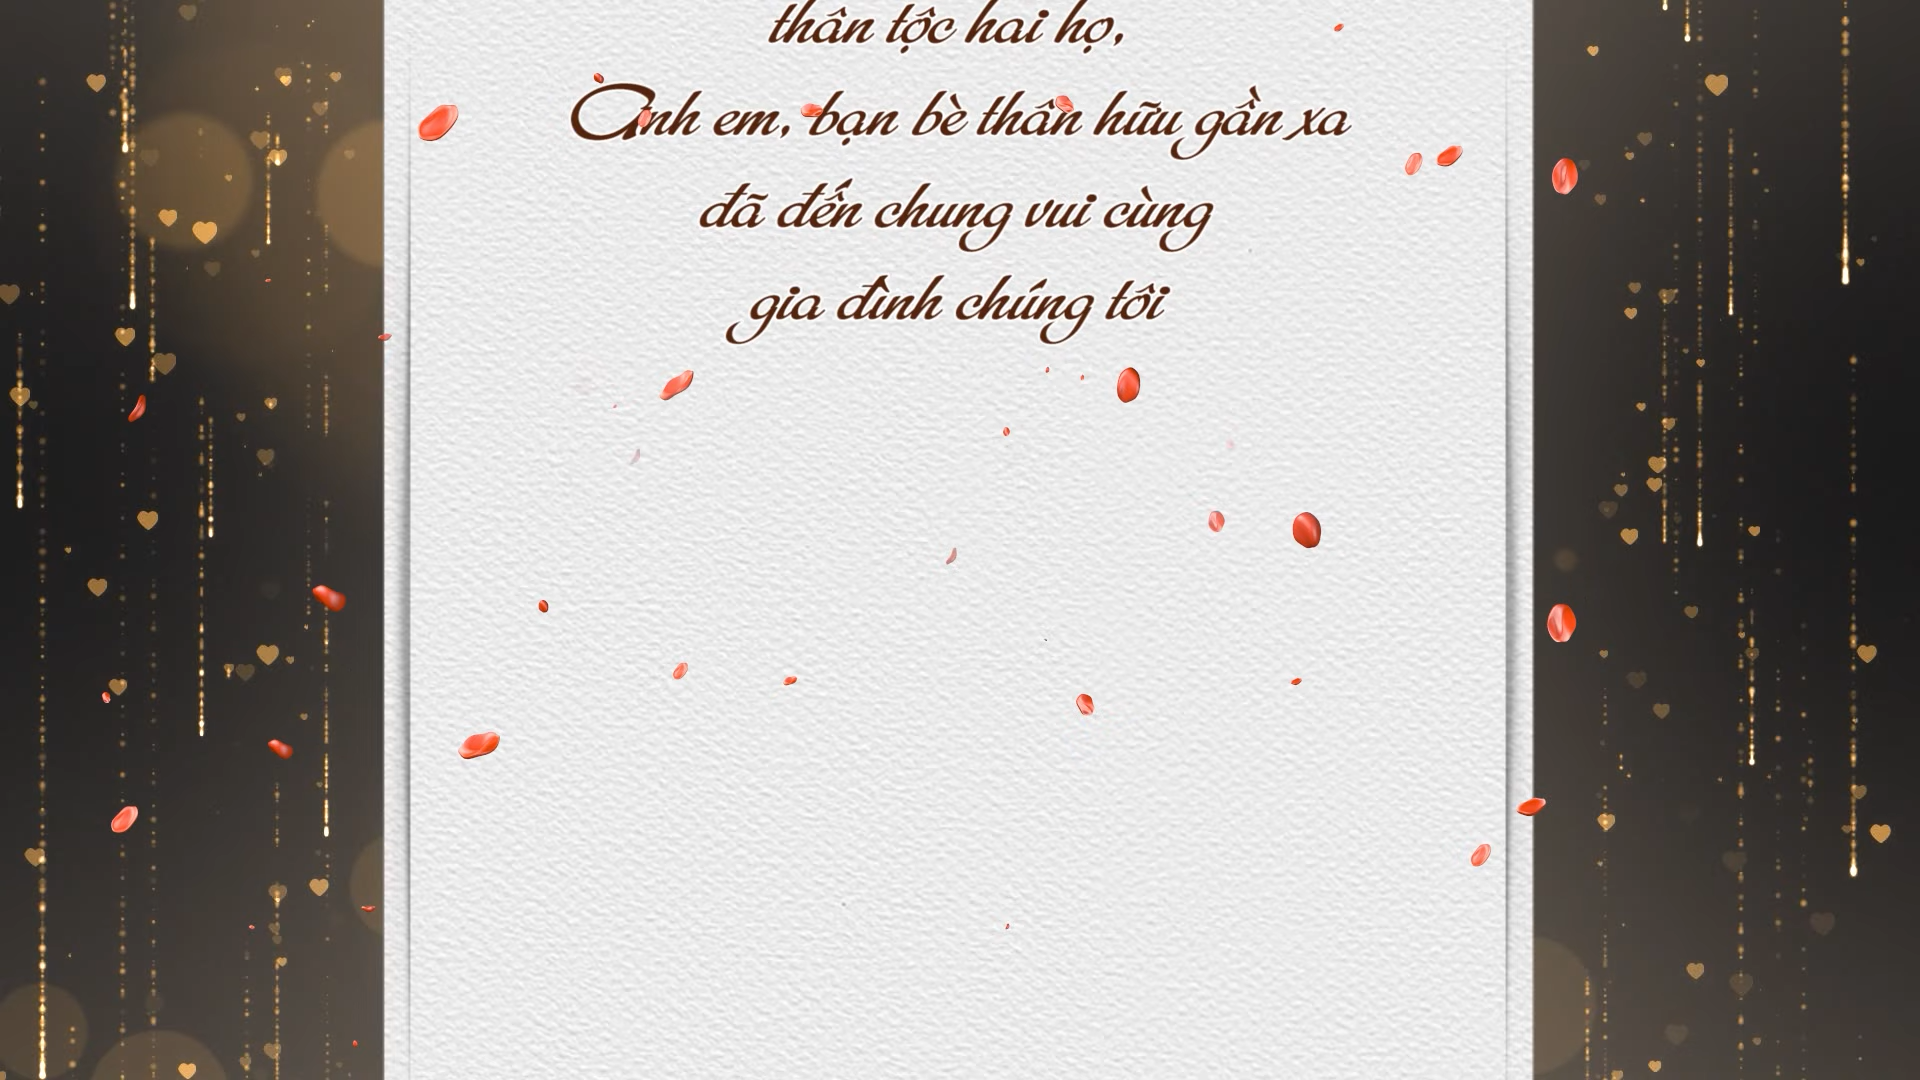 thân tộc hai họ,
Anh em, bạn bè thân hữu gần xa
đã đến chung vui cùng
gia đình chúng tôi